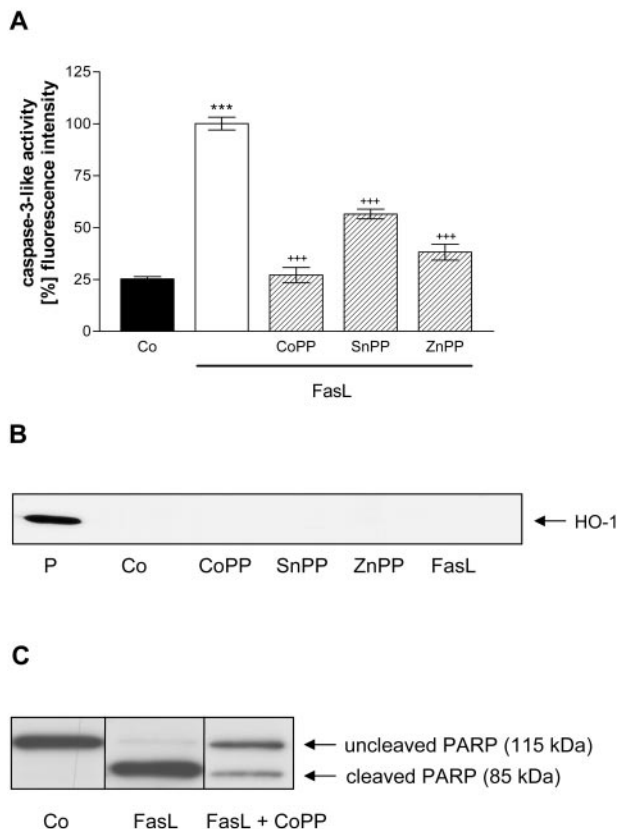 A
caspase-3-like activity
[%] fluorescence intensity
125
100
75
50
25
0
***
+++
+++
+++
Co
CoPP
SnPP
ZnPP
FasL
B
HO-1
P Co CoPP SnPP ZnPP FasL
C
uncleaved PARP (115 kDa)
cleaved PARP (85 kDa)
Co FasL FasL + CoPP